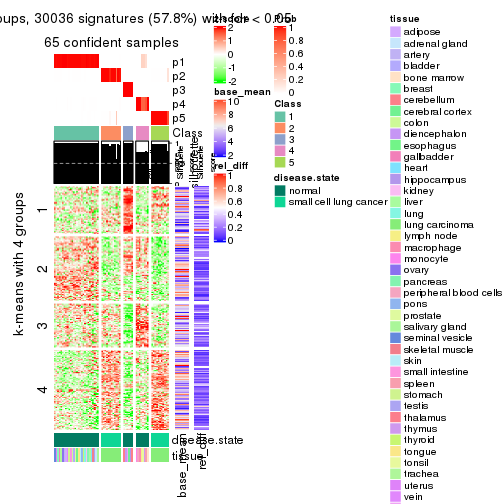 oups, 30036 signatures (57.8%) with fdr < 0.05
65 confident samples
p1
p2
p3
p4
p5
Class
1
2
3
4
k-means with 4 groups
disease.state
tissue
base_mean
rel_diff
z-score
2
1
0
-1
-2
base_mean
10
8
6
4
2
rel_diff
1
0.8
0.6
0.4
0.2
0
Prob
1
0.8
0.6
0.4
0.2
0
Class
1
2
3
4
5
disease.state
normal
small cell lung cancer
tissue
adipose
adrenal gland
artery
bladder
bone marrow
breast
cerebellum
cerebral cortex
colon
diencephalon
esophagus
gallbladder
heart
hippocampus
kidney
liver
lung
lung carcinoma
lymph node
macrophage
monocyte
ovary
pancreas
peripheral blood cells
pons
prostate
salivary gland
seminal vesicle
skeletal muscle
skin
small intestine
spleen
stomach
testis
thalamus
thymus
thyroid
tongue
tonsil
trachea
uterus
vein